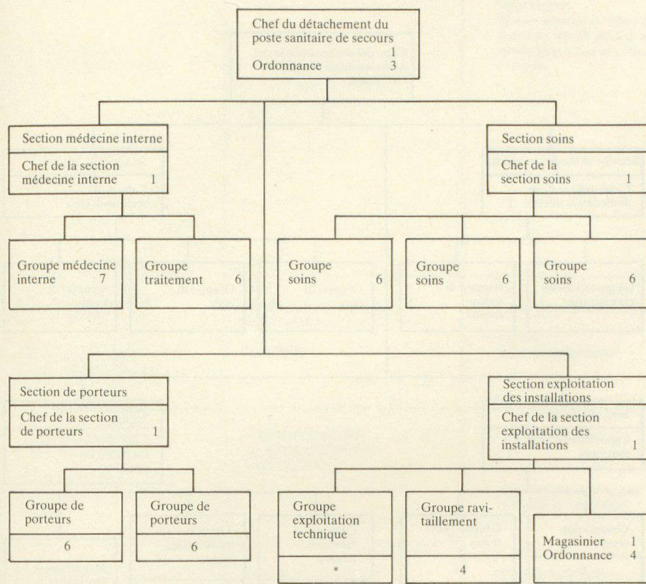 Chef du détachement du
poste sanitaire de secours
1
Ordonnance 3
Section médecine interne
Chef de la section
médecine interne 1
Section soins
Chef de la
section soins 1
Groupe médecine
interne 7
Groupe
traitement 6
Groupe
soins 6
Groupe
soins 6
Groupe
soins 6
Section de porteurs
Chef de la section
de porteurs 1
Section exploitation
des installations
Chef de la section
exploitation des
installations 1
Groupe de
porteurs
6
Groupe de
porteurs
6
Groupe
exploitation
technique
*
Groupe ravi-
taillement
4
Magasinier 1
Ordonnance 4